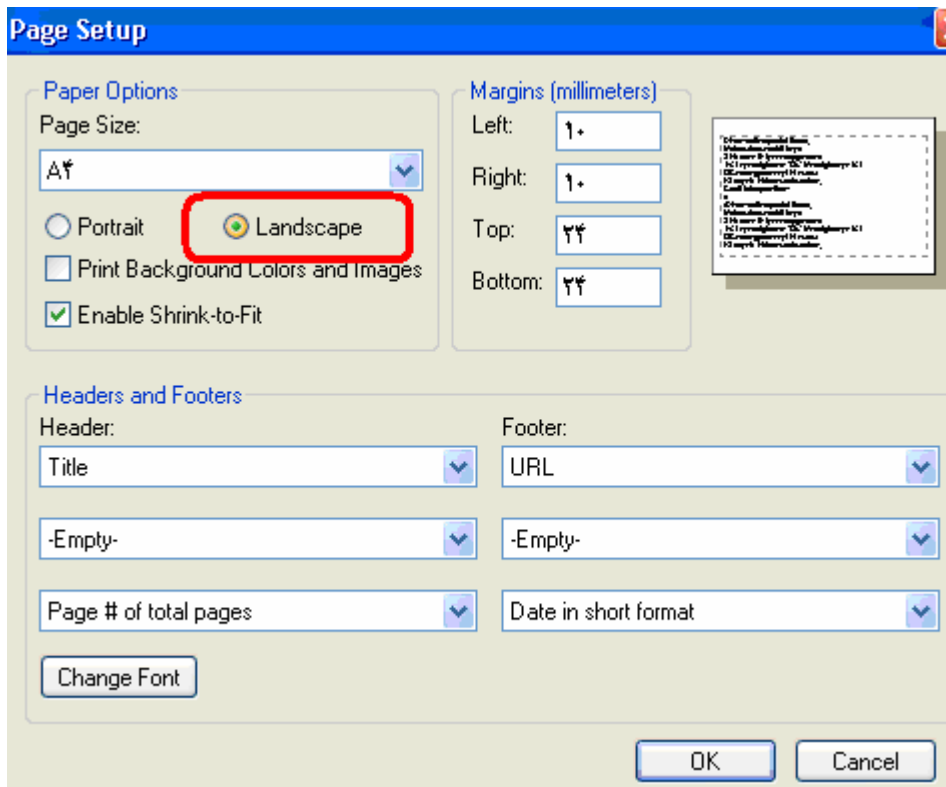 Page Setup
Paper Options
Page Size:
A۴
Portrait
Landscape
Print Background Colors and Images
Enable Shrink-to-Fit
Margins (millimeters)
Left: ۱۰
Right: ۱۰
Top: ۲۴
Bottom: ۲۴
Headers and Footers
Header:
Title
-Empty-
Page # of total pages
Footer:
URL
-Empty-
Date in short format
Change Font
OK
Cancel